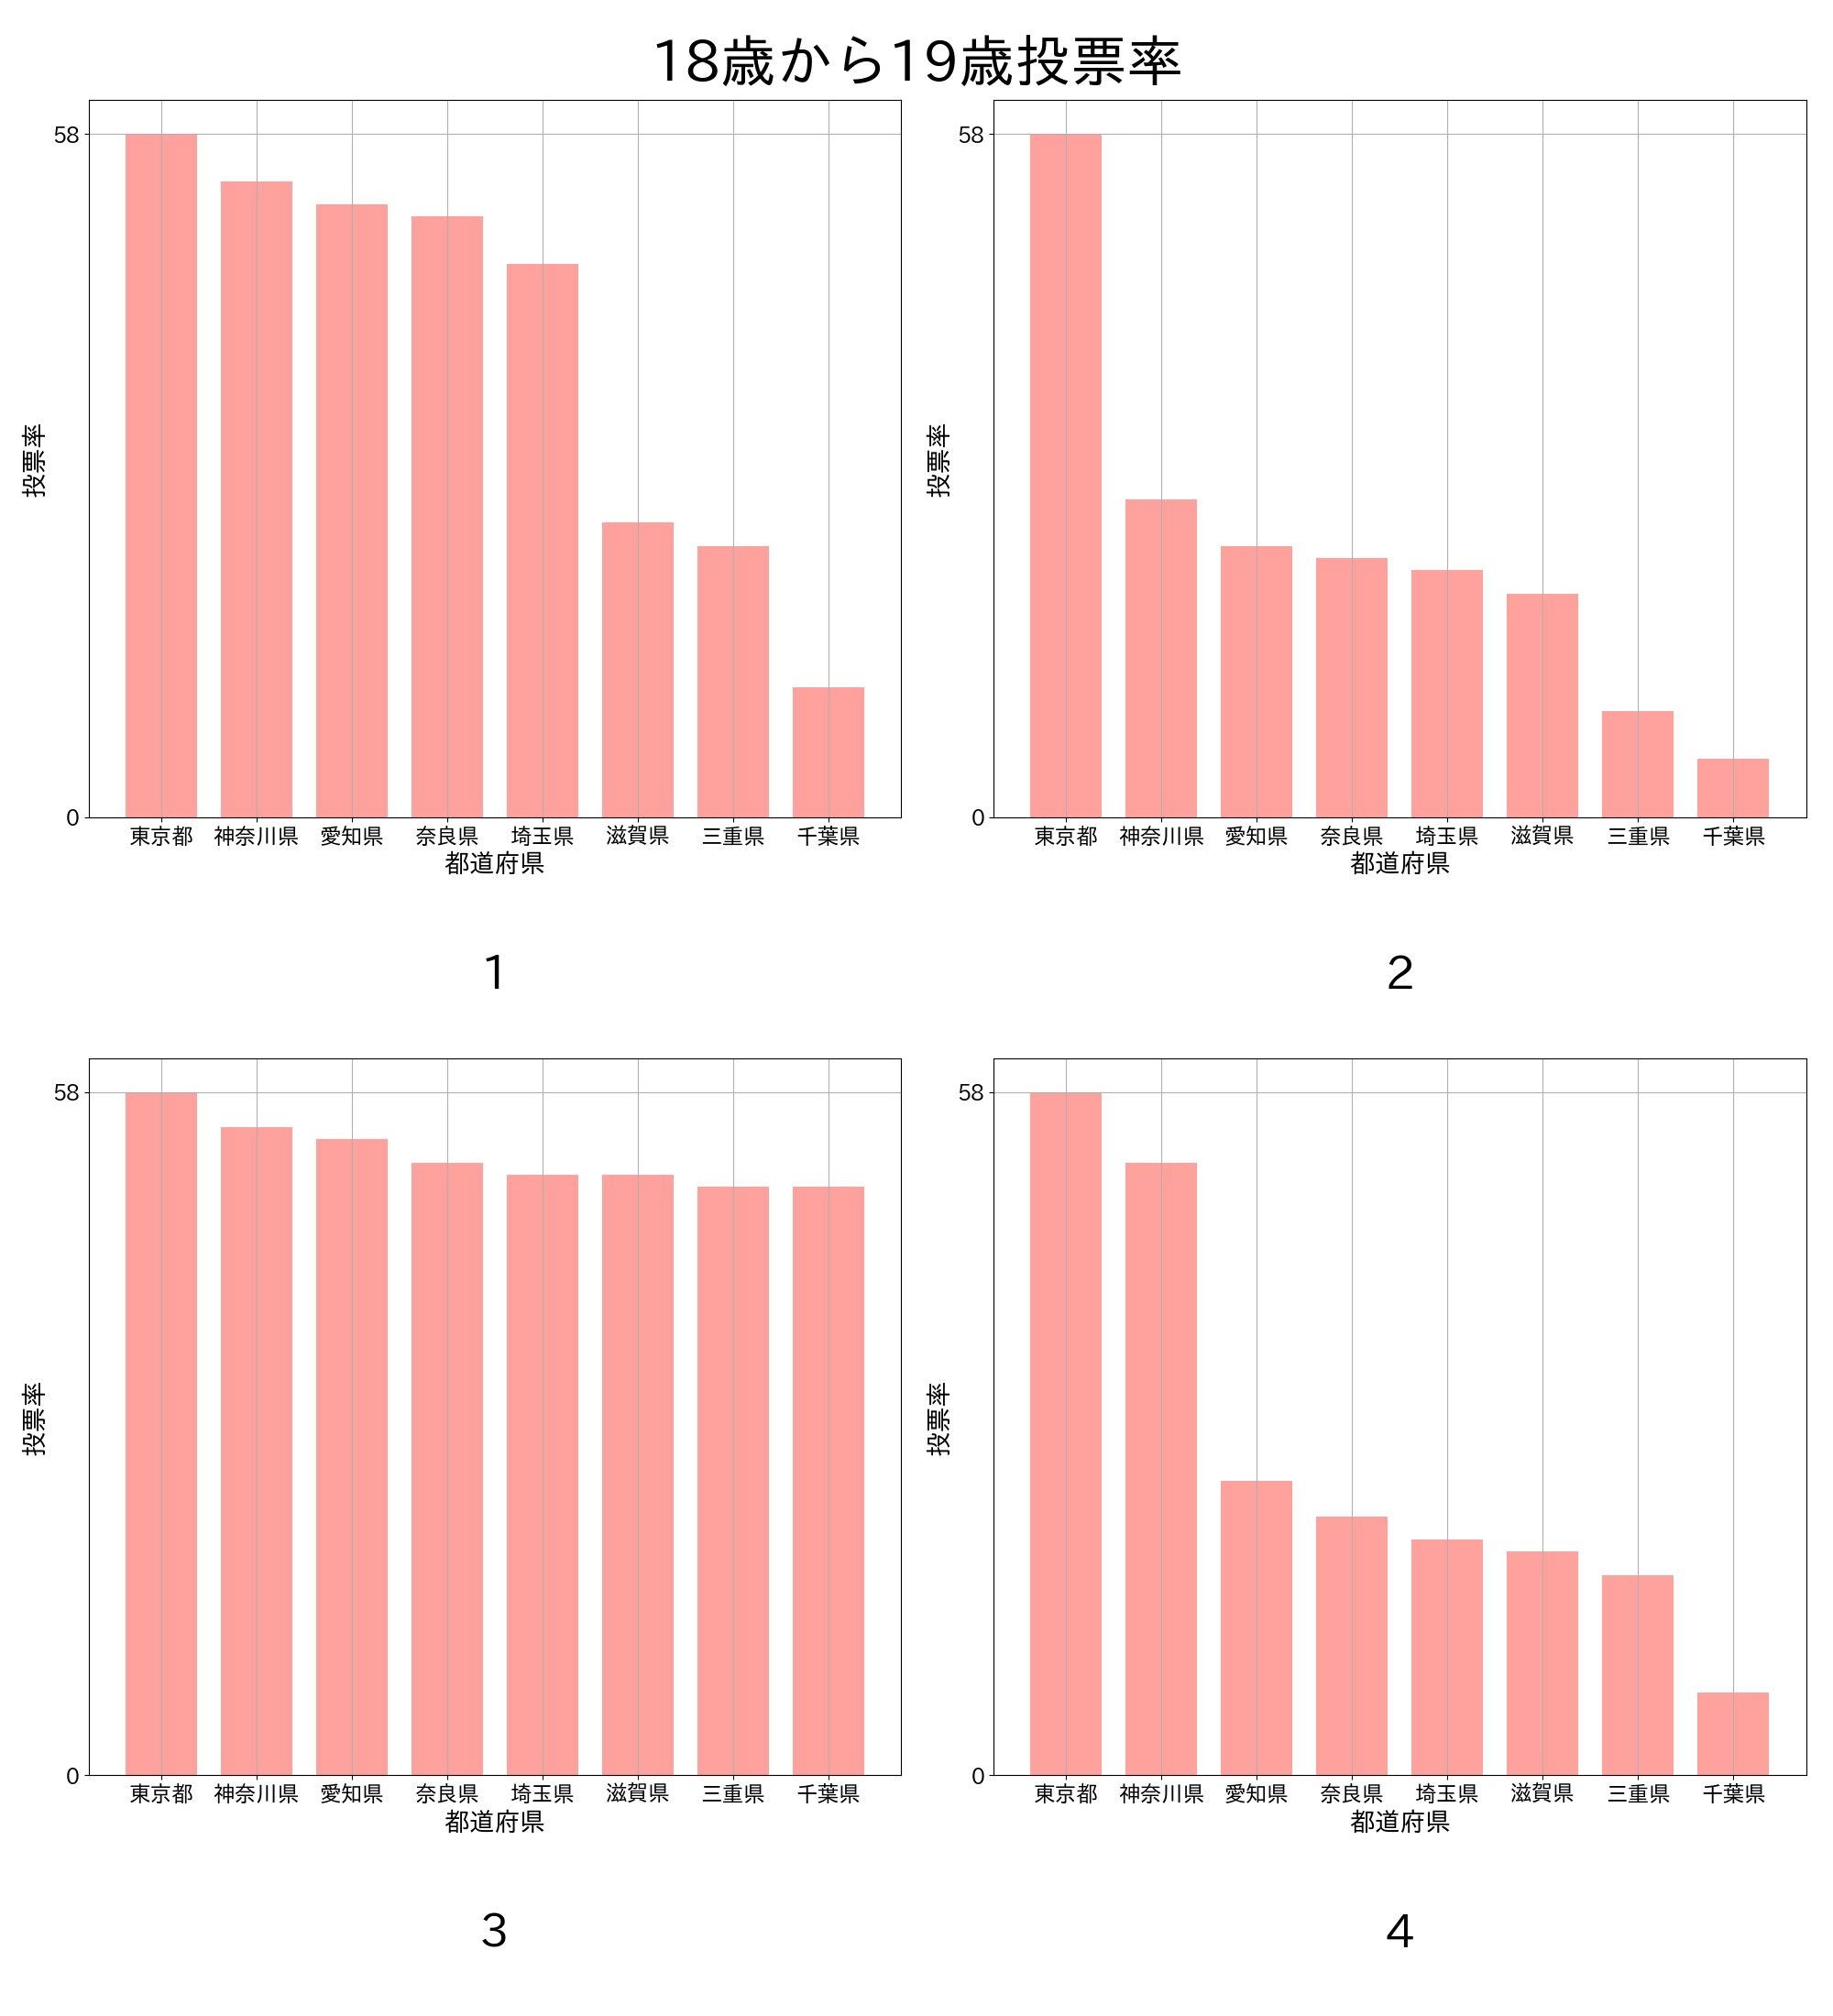 18歳から19歳投票率
58
0
投票率
東京都 神奈川県 愛知県 奈良県 埼玉県 滋賀県 三重県 千葉県
都道府県
1
58
0
投票率
東京都 神奈川県 愛知県 奈良県 埼玉県 滋賀県 三重県 千葉県
都道府県
2
58
0
投票率
東京都 神奈川県 愛知県 奈良県 埼玉県 滋賀県 三重県 千葉県
都道府県
3
58
0
投票率
東京都 神奈川県 愛知県 奈良県 埼玉県 滋賀県 三重県 千葉県
都道府県
4